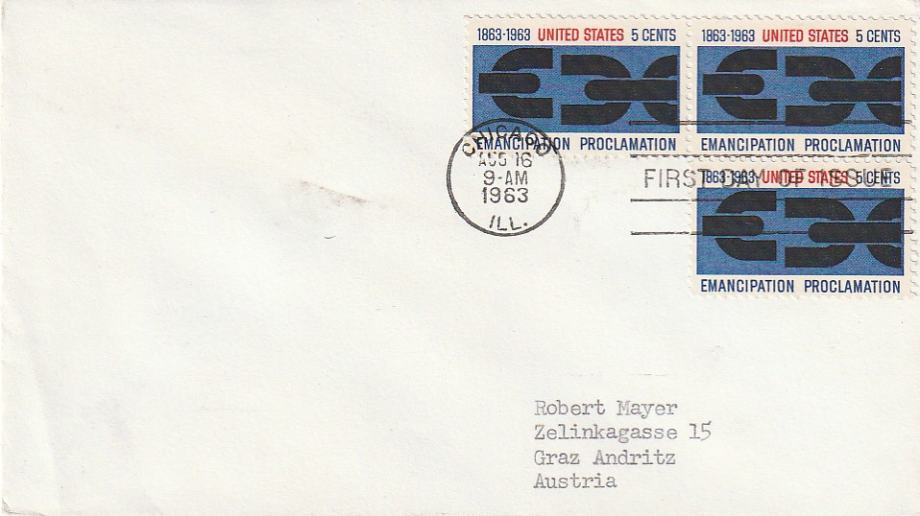 1863-1963 UNITED STATES 5 CENTS
EMANCIPATION PROCLAMATION
1863-1963 UNITED STATES 5 CENTS
EMANCIPATION PROCLAMATION
CHICAGO
AUG 16
9-AM
1963
ILL.
FIRST DAY OF ISSUE
1863-1963 UNITED STATES 5 CENTS
EMANCIPATION PROCLAMATION
Robert Mayer
Zelinkagasse 15
Graz Andritz
Austria